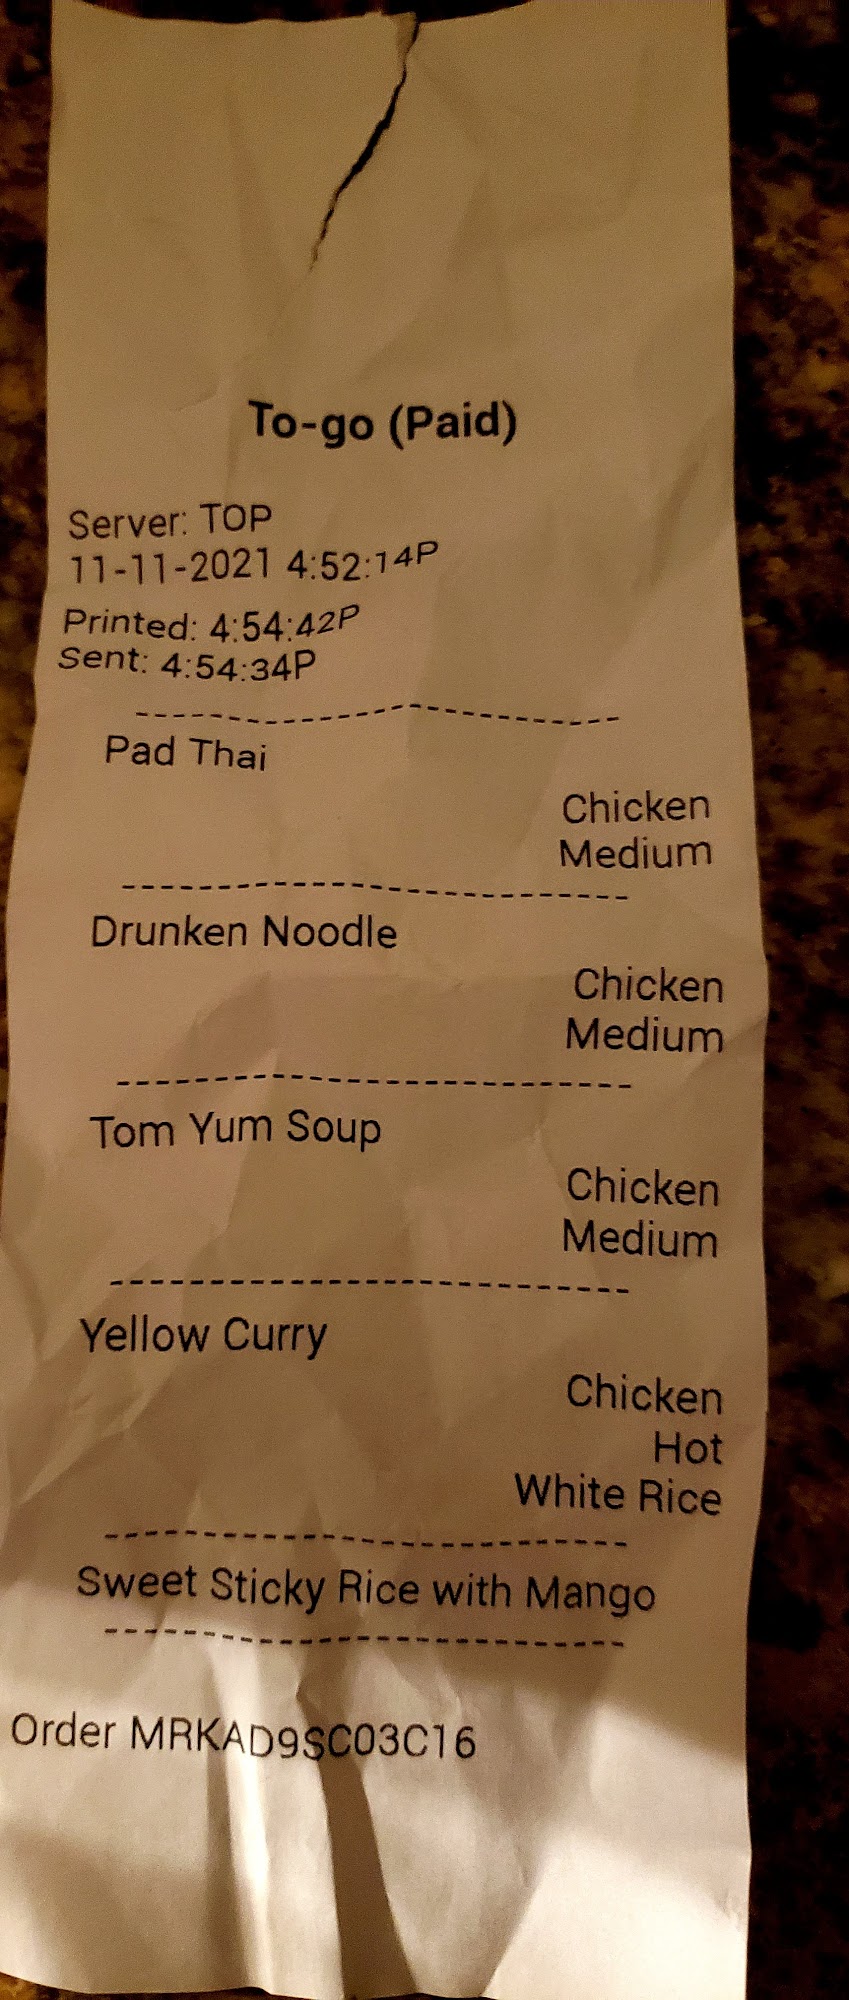 To-go (Paid)
Server: TOP
11-11-2021 4:52:14P
Printed: 4:54:42P
Sent: 4:54:34P
Pad Thai
Chicken
Medium
Drunken Noodle
Chicken
Medium
Tom Yum Soup
Chicken
Medium
Yellow Curry
Chicken
Hot
White Rice
Sweet Sticky Rice with Mango
Order MRKAD9SC03C16